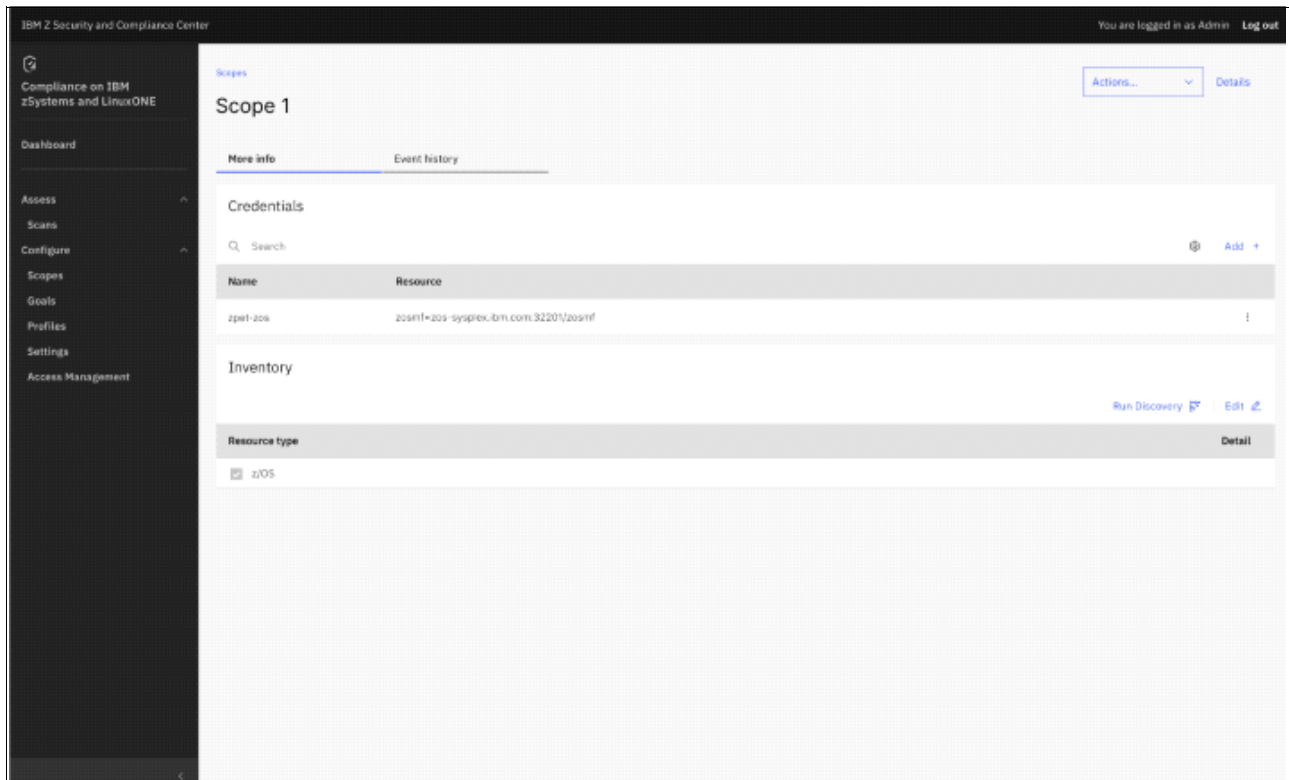 IBM Z Security and Compliance Center
You are logged in as Admin Log out
Compliance on IBM
zSystems and LinuxONE
Dashboard
Assess
Scans
Configure
Scopes
Goals
Profiles
Settings
Access Management
Scopes
Scope 1
Actions...
Details
More info
Event history
Credentials
Search
Add +
Name Resource
zpet-zos zosmf=zos-sysplex.ibm.com:32201/zosmf
Inventory
Run Discovery
Edit
Resource type Detail
z/OS